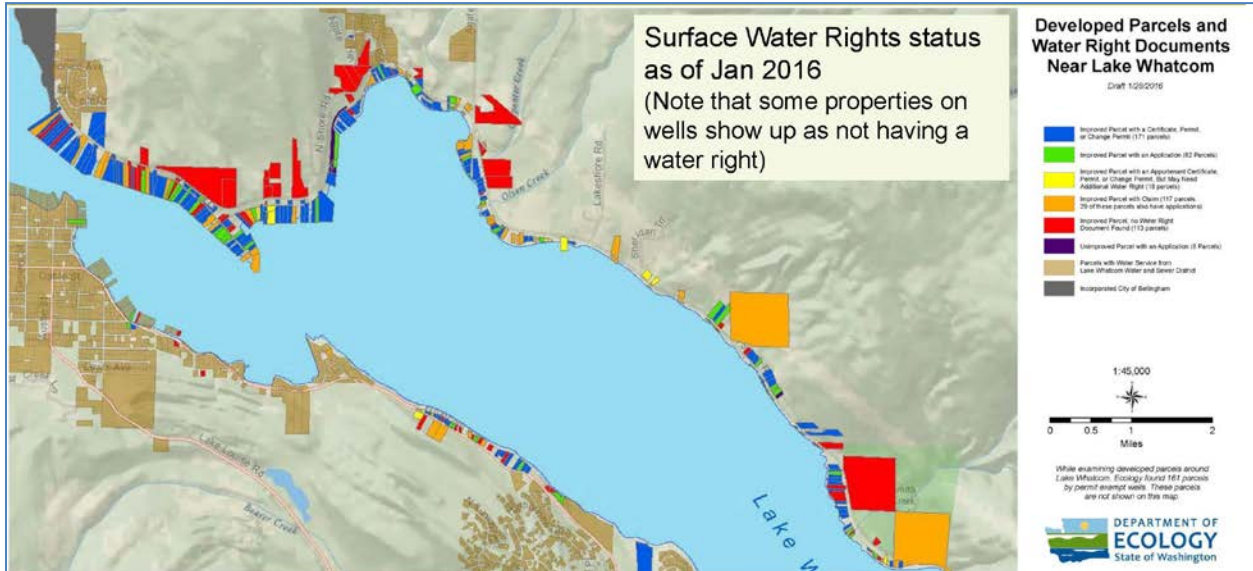 Surface Water Rights status
as of Jan 2016
(Note that some properties on
wells show up as not having a
water right)
Developed Parcels and
Water Right Documents
Near Lake Whatcom
Draft 1/20/2016
Improved Parcel with a Certificate, Permit,
or Change Permit (171 parcels)
Improved Parcel with an Application (62 Parcels)
Improved Parcel with an Appurtenant Certificate,
Permit, or Change Permit, But May Need
Additional Water Right (18 parcels)
Improved Parcel with Claim (117 parcels,
29 of these parcels also have applications)
Improved Parcel, no Water Right
Document Found (113 parcels)
Unimproved Parcel with an Application (5 Parcels)
Parcels with Water Service from
Lake Whatcom Water and Sewer District
Incorporated City of Bellingham
1:45,000
0 0.5 1 2
Miles
While examining developed parcels around
Lake Whatcom, Ecology found 161 parcels
by permit exempt wells. These parcels
are not shown on this map.
DEPARTMENT OF
ECOLOGY
State of Washington
N Shore Rd
Carpenter Creek
Olsen Creek
Lakeshore Rd
Sheridan Trl
Lake Louise Rd
Beaver Creek
Lake W